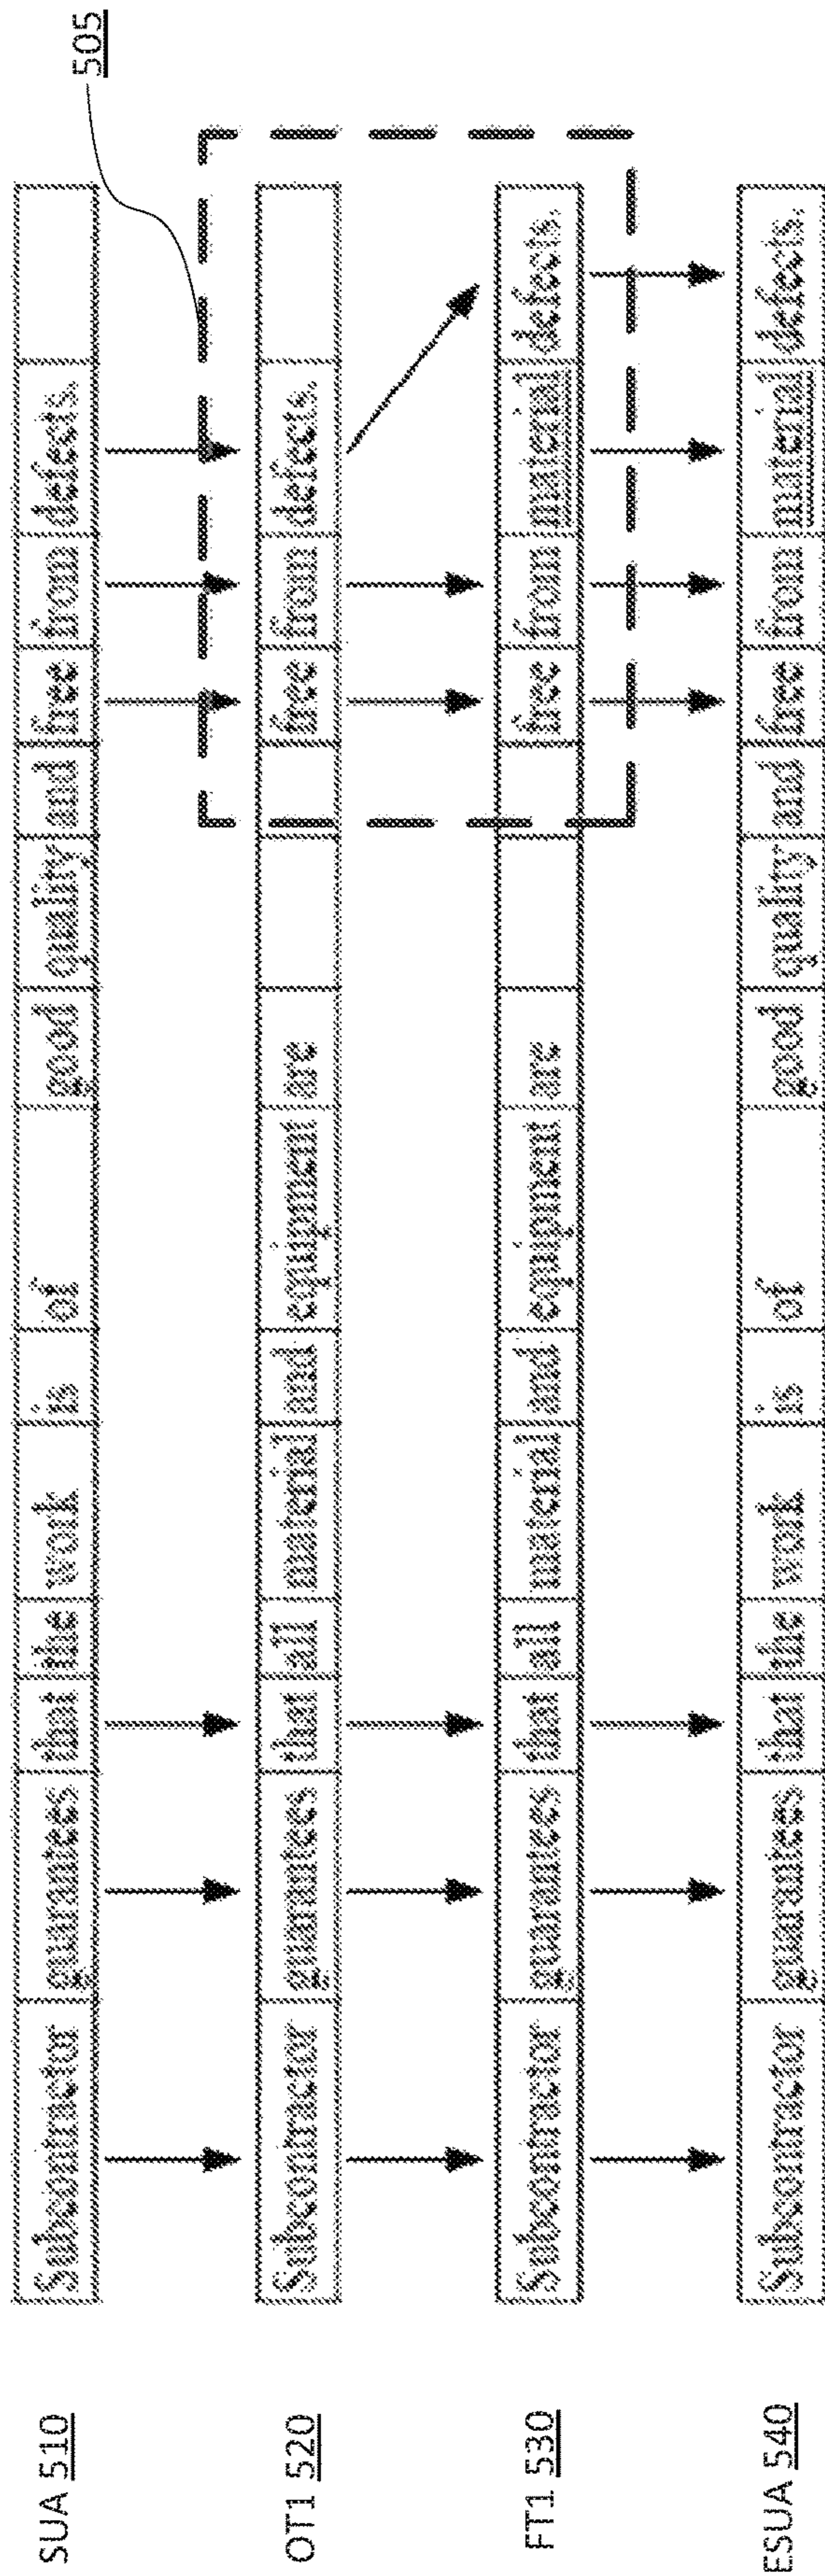 505
SUA 510 Subcontractor guarantees that the work is of good quality and free from defects.
OT1 520 Subcontractor guarantees that all material and equipment are free from defects.
FT1 530 Subcontractor guarantees that all material and equipment are free from material defects.
ESUA 540 Subcontractor guarantees that the work is of good quality and free from material defects.